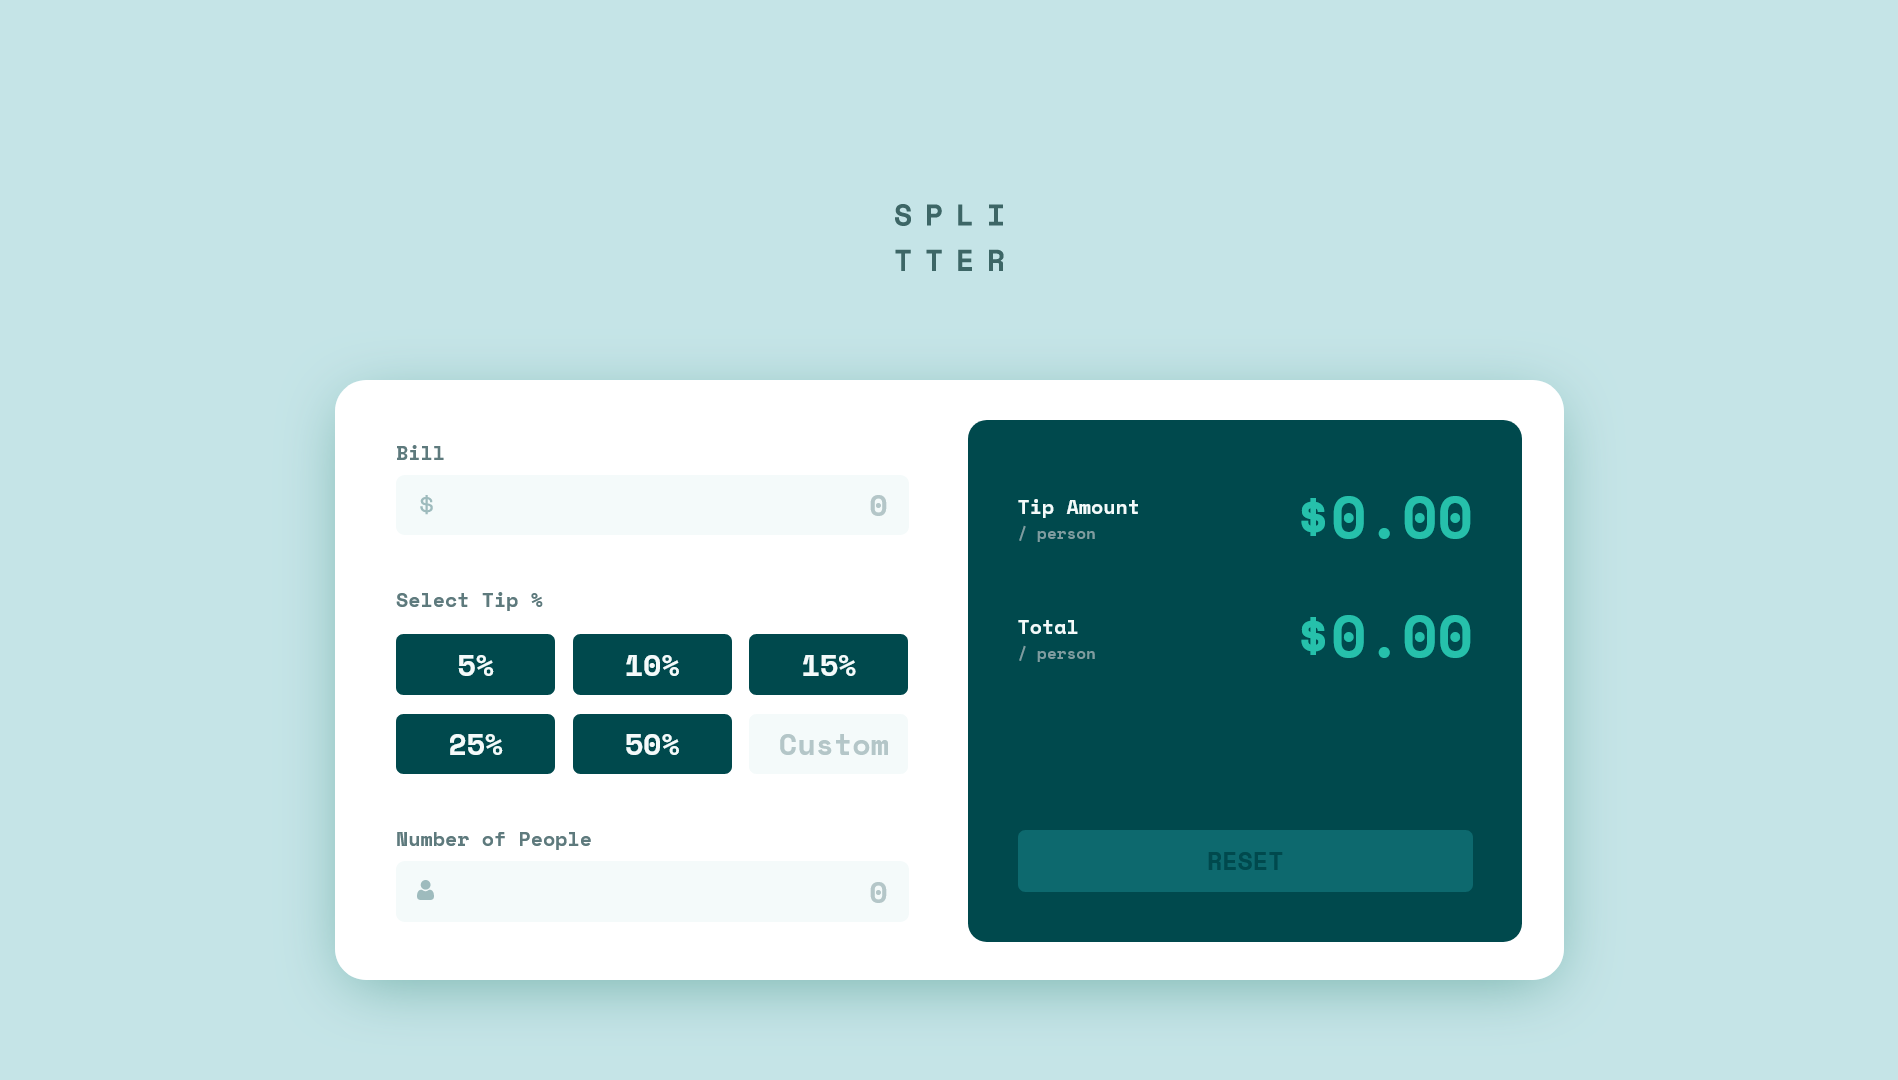 SPLI
TTER
Bill
$ 0
Select Tip %
5% 10% 15%
25% 50% Custom
Number of People
0
Tip Amount
/ person
$0.00
Total
/ person
$0.00
RESET